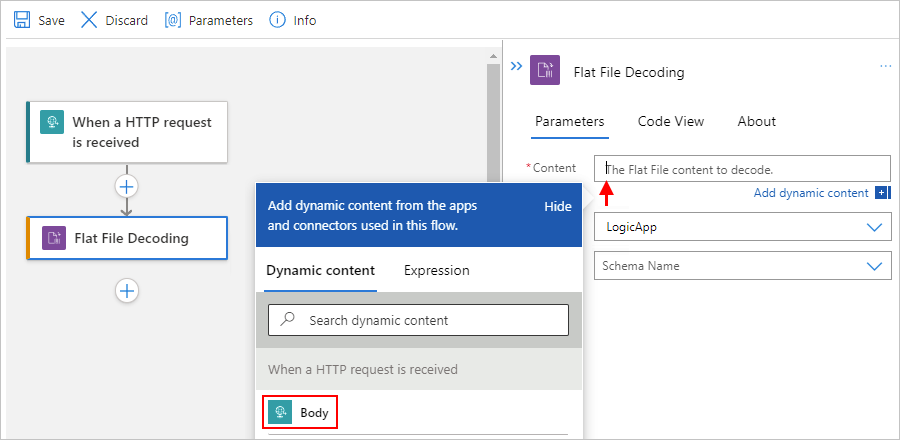 Save Discard Parameters Info
When a HTTP request
is received
Flat File Decoding
Add dynamic content from the apps
and connectors used in this flow.
Hide
Dynamic content Expression
Search dynamic content
When a HTTP request is received
Body
Flat File Decoding
Parameters Code View About
*Content
The Flat File content to decode.
Add dynamic content
LogicApp
Schema Name